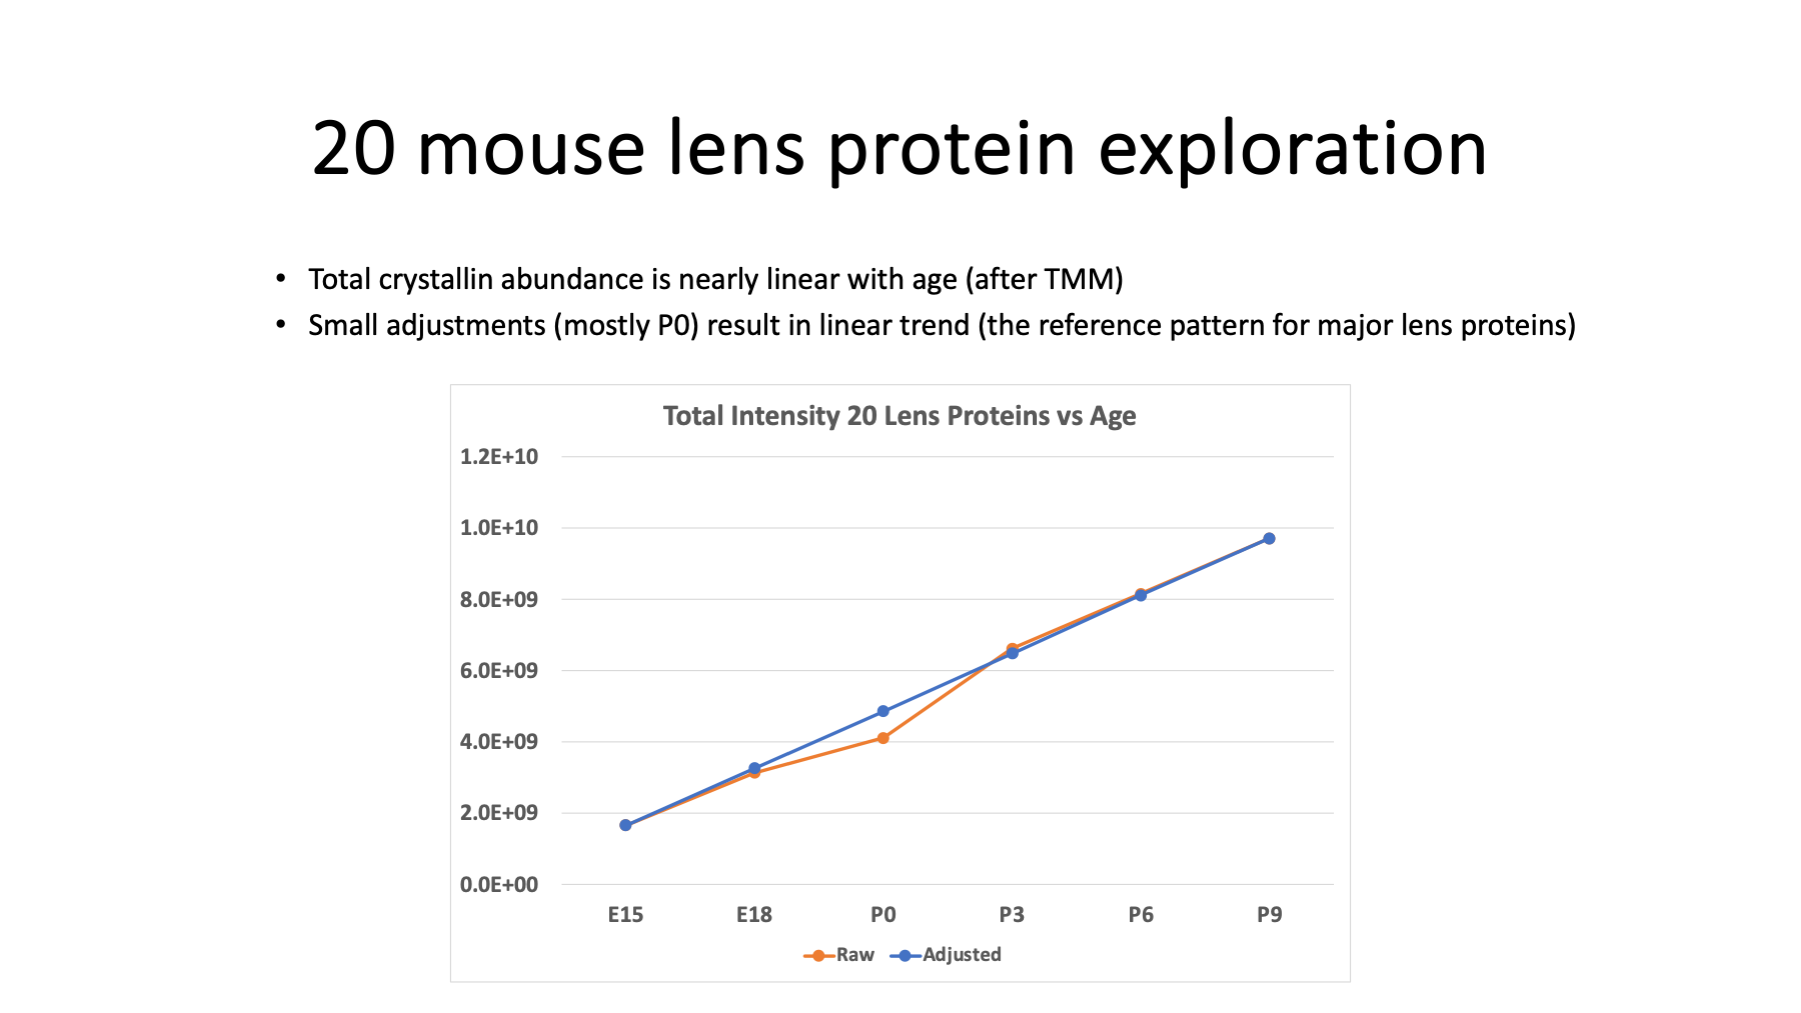 20 mouse lens protein exploration
• Total crystallin abundance is nearly linear with age (after TMM)
• Small adjustments (mostly P0) result in linear trend (the reference pattern for major lens proteins)
Total Intensity 20 Lens Proteins vs Age
1.2E+10
1.0E+10
8.0E+09
6.0E+09
4.0E+09
2.0E+09
0.0E+00
E15 E18 P0 P3 P6 P9
Raw Adjusted